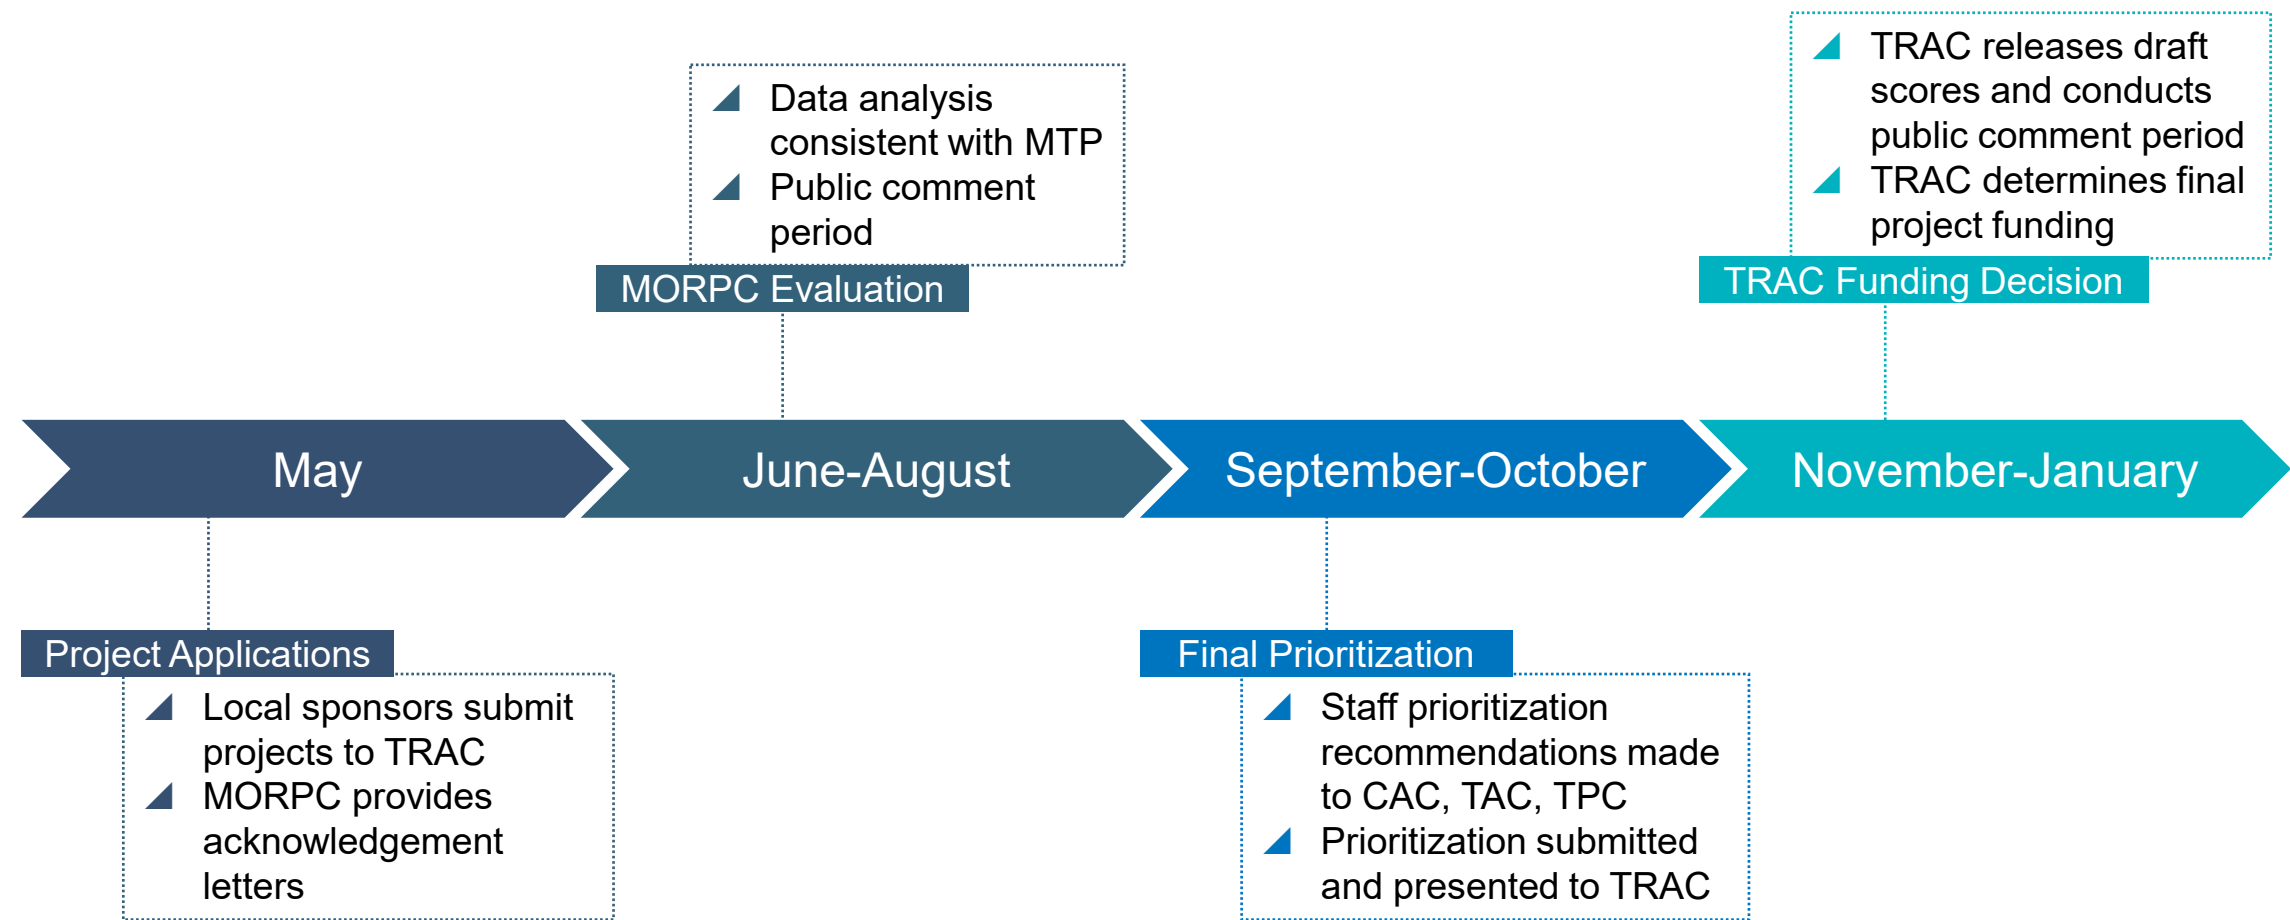 TRAC releases draft
scores and conducts
public comment period
TRAC determines final
project funding
TRAC Funding Decision
Data analysis
consistent with MTP
Public comment
period
MORPC Evaluation
May
June-August
September-October
November-January
Project Applications
Local sponsors submit
projects to TRAC
MORPC provides
acknowledgement
letters
Final Prioritization
Staff prioritization
recommendations made
to CAC, TAC, TPC
Prioritization submitted
and presented to TRAC